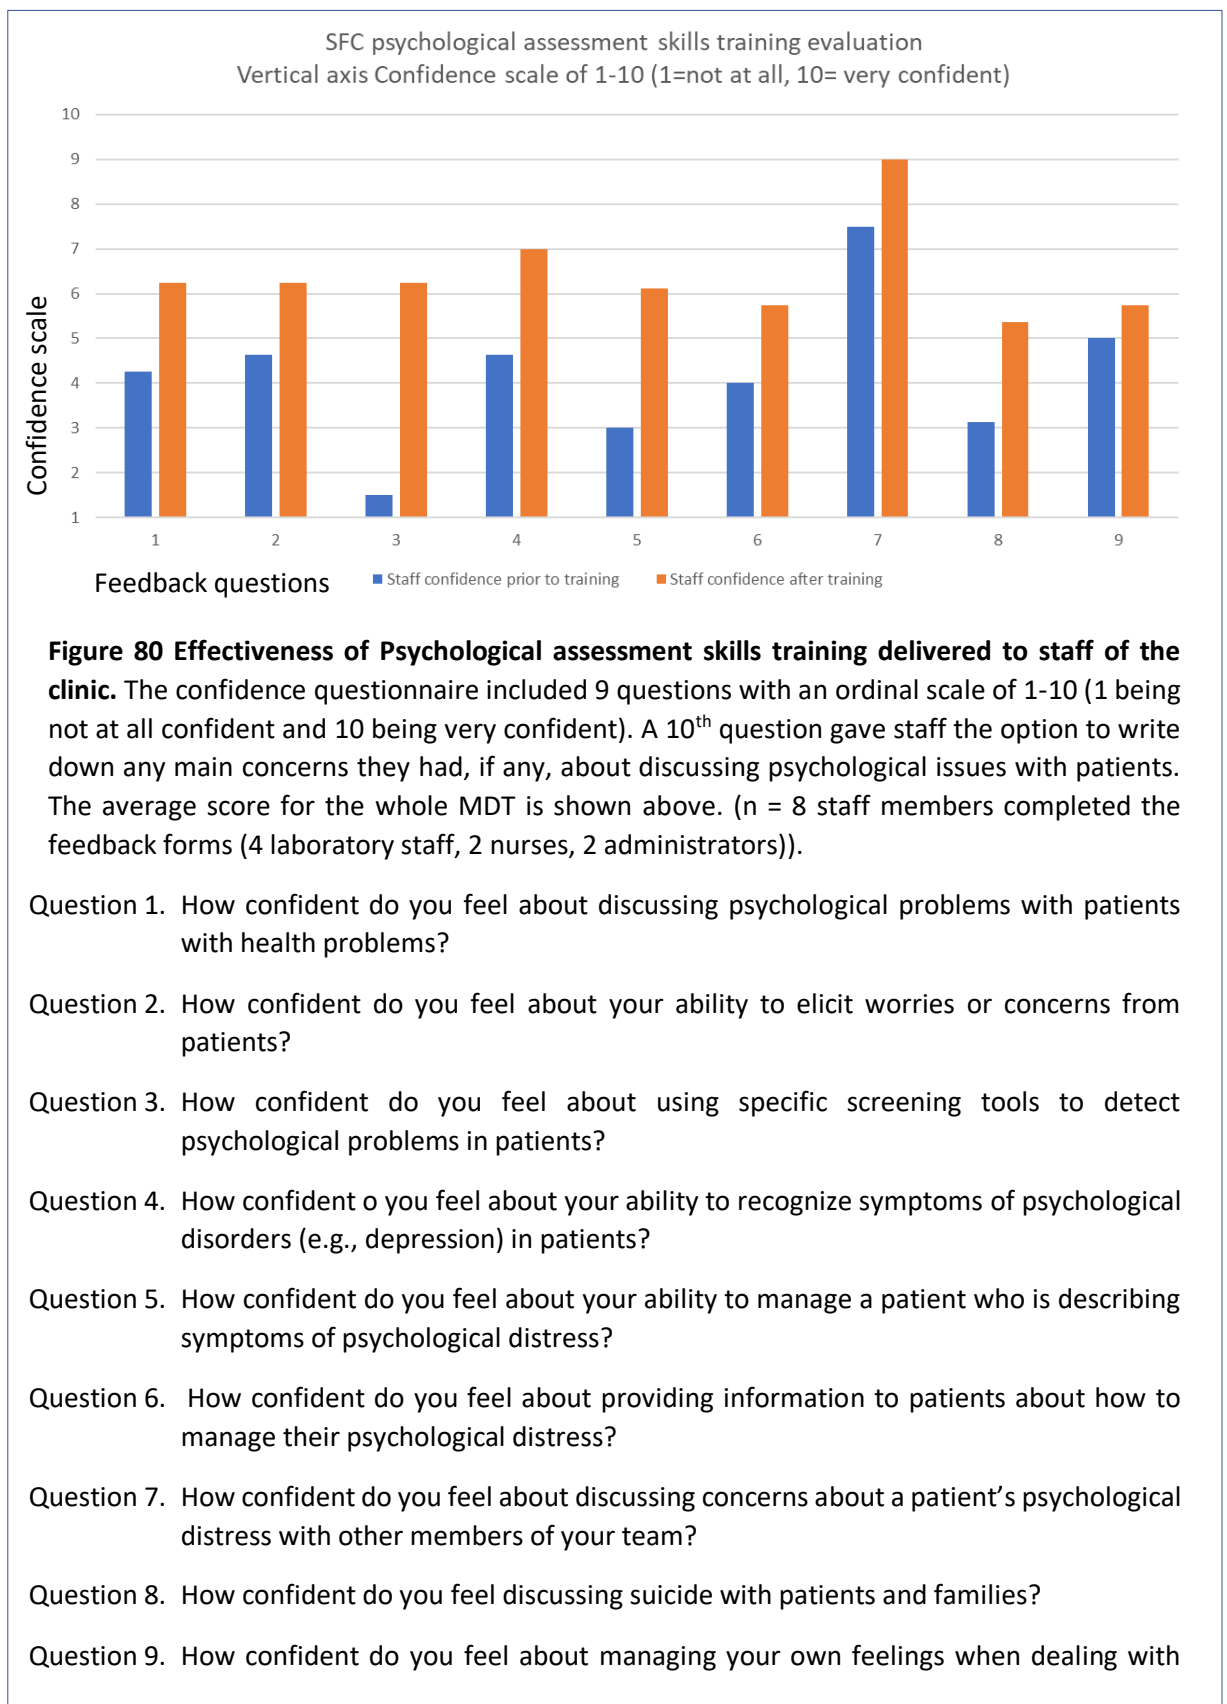 SFC psychological assessment skills training evaluation
Vertical axis Confidence scale of 1-10 (1=not at all, 10= very confident)
10
9
8
7
6
5
4
3
2
1
Confidence scale
1 2 3 4 5 6 7 8 9
Feedback questions
Staff confidence prior to training Staff confidence after training
Figure 80 Effectiveness of Psychological assessment skills training delivered to staff of the
clinic. The confidence questionnaire included 9 questions with an ordinal scale of 1-10 (1 being
not at all confident and 10 being very confident). A 10th question gave staff the option to write
down any main concerns they had, if any, about discussing psychological issues with patients.
The average score for the whole MDT is shown above. (n = 8 staff members completed the
feedback forms (4 laboratory staff, 2 nurses, 2 administrators)).
Question 1. How confident do you feel about discussing psychological problems with patients
with health problems?
Question 2. How confident do you feel about your ability to elicit worries or concerns from
patients?
Question 3. How confident do you feel about using specific screening tools to detect
psychological problems in patients?
Question 4. How confident o you feel about your ability to recognize symptoms of psychological
disorders (e.g., depression) in patients?
Question 5. How confident do you feel about your ability to manage a patient who is describing
symptoms of psychological distress?
Question 6. How confident do you feel about providing information to patients about how to
manage their psychological distress?
Question 7. How confident do you feel about discussing concerns about a patient’s psychological
distress with other members of your team?
Question 8. How confident do you feel discussing suicide with patients and families?
Question 9. How confident do you feel about managing your own feelings when dealing with